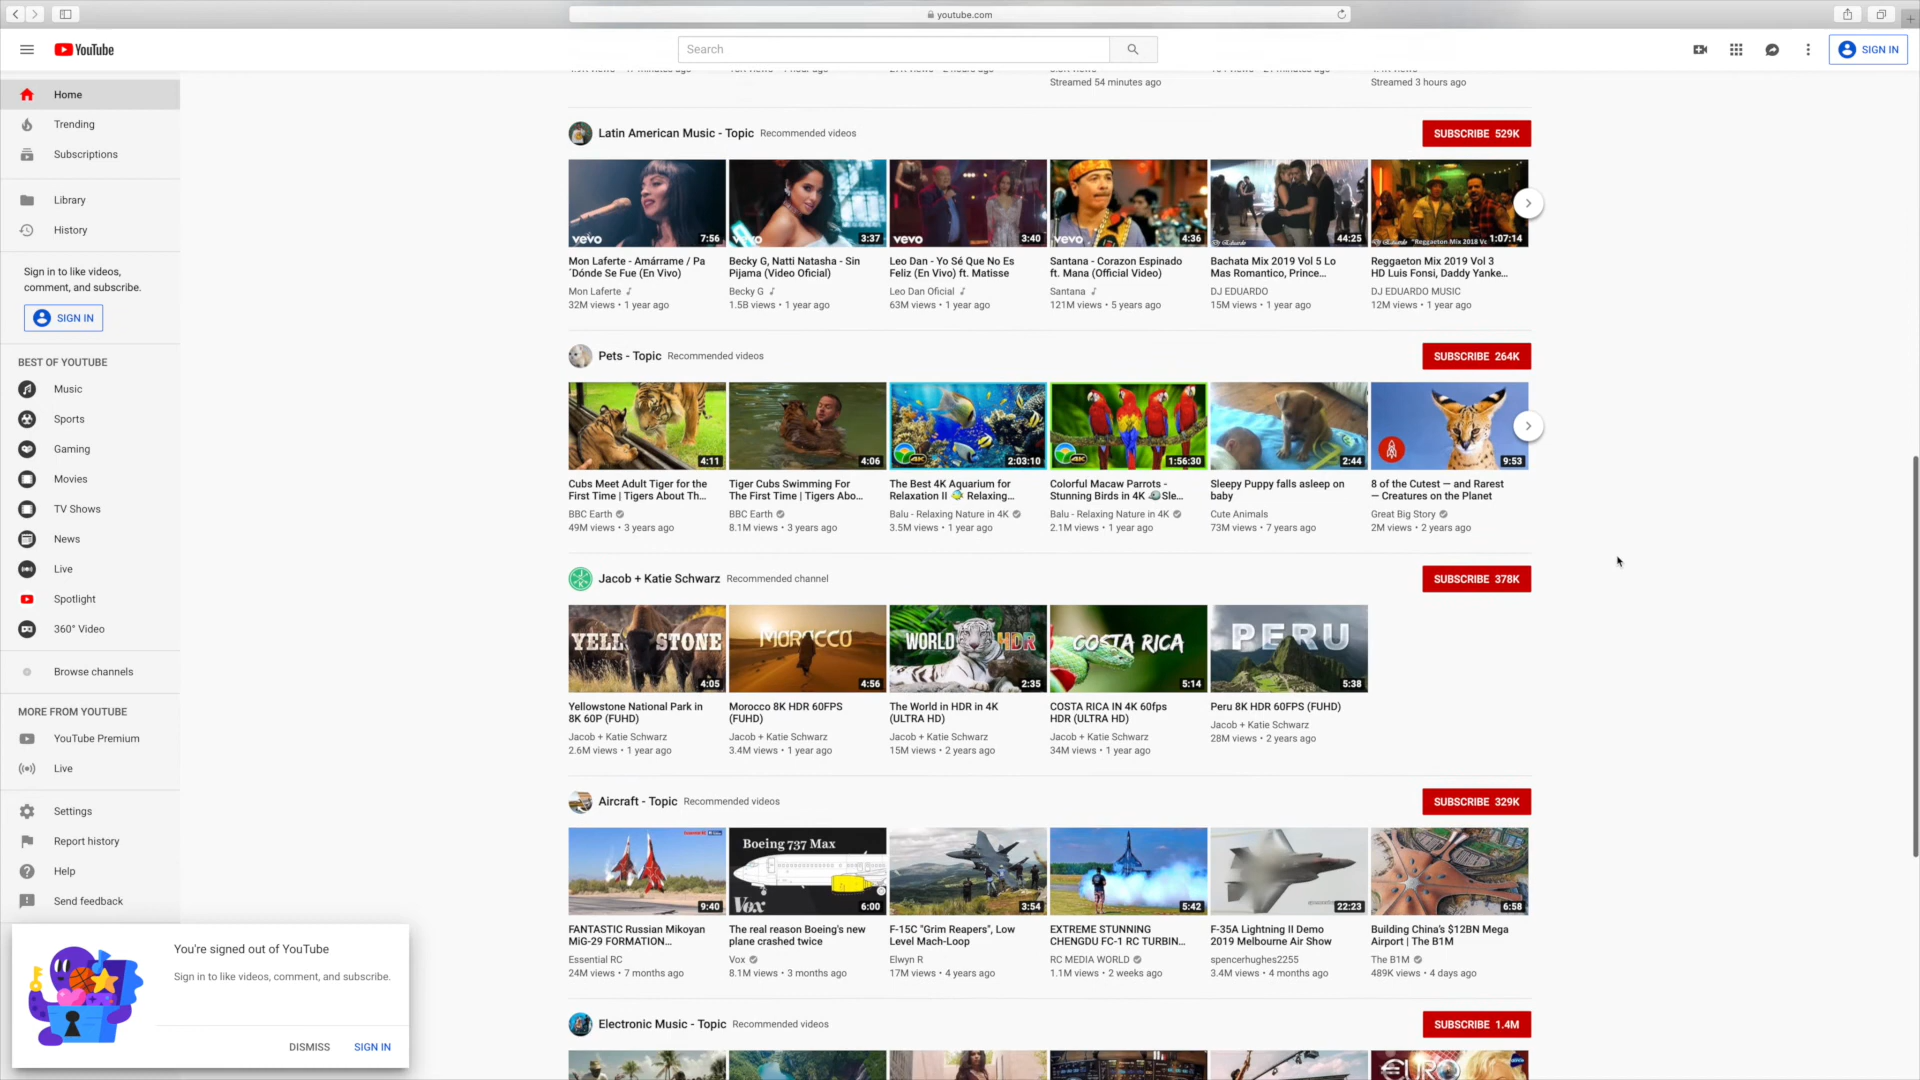 youtube.com
YouTube
Search
SIGN IN
Streamed 54 minutes ago
Streamed 3 hours ago
Home
Trending
Subscriptions
Library
History
Sign in to like videos,
comment, and subscribe.
SIGN IN
BEST OF YOUTUBE
Music
Sports
Gaming
Movies
TV Shows
News
Live
Spotlight
360° Video
Browse channels
MORE FROM YOUTUBE
YouTube Premium
Live
Settings
Report history
Help
Send feedback
You're signed out of YouTube
Sign in to like videos, comment, and subscribe.
DISMISS SIGN IN
Latin American Music - Topic Recommended videos
SUBSCRIBE 529K
vevo 7:56
vevo 3:37
vevo 3:40
vevo 4:36
Dj Eduardo 44:25
Dj Eduardo "Reggaeton Mix 2018 Vo 1:07:14
Mon Laferte - Amárrame / Pa
´Dónde Se Fue (En Vivo)
Mon Laferte
32M views • 1 year ago
Becky G, Natti Natasha - Sin
Pijama (Video Oficial)
Becky G
1.5B views • 1 year ago
Leo Dan - Yo Sé Que No Es
Feliz (En Vivo) ft. Matisse
Leo Dan Oficial
63M views • 1 year ago
Santana - Corazon Espinado
ft. Mana (Official Video)
Santana
121M views • 5 years ago
Bachata Mix 2019 Vol 5 Lo
Mas Romantico, Prince...
DJ EDUARDO
15M views • 1 year ago
Reggaeton Mix 2019 Vol 3
HD Luis Fonsi, Daddy Yanke...
DJ EDUARDO MUSIC
12M views • 1 year ago
Pets - Topic Recommended videos
SUBSCRIBE 264K
4:11
4:06
4K 2:03:10
4K 1:56:30
2:44
9:53
Cubs Meet Adult Tiger for the
First Time | Tigers About Th...
BBC Earth
49M views • 3 years ago
Tiger Cubs Swimming For
The First Time | Tigers Abo...
BBC Earth
8.1M views • 3 years ago
The Best 4K Aquarium for
Relaxation II 🐠 Relaxing...
Balu - Relaxing Nature in 4K
3.5M views • 1 year ago
Colorful Macaw Parrots -
Stunning Birds in 4K Sle...
Balu - Relaxing Nature in 4K
2.1M views • 1 year ago
Sleepy Puppy falls asleep on
baby
Cute Animals
73M views • 7 years ago
8 of the Cutest — and Rarest
— Creatures on the Planet
Great Big Story
2M views • 2 years ago
Jacob + Katie Schwarz Recommended channel
SUBSCRIBE 378K
YELL STONE 4:05
MOROCCO 4:56
WORLD HDR 2:35
COSTA RICA 5:14
PERU 5:38
Yellowstone National Park in
8K 60P (FUHD)
Jacob + Katie Schwarz
2.6M views • 1 year ago
Morocco 8K HDR 60FPS
(FUHD)
Jacob + Katie Schwarz
3.4M views • 1 year ago
The World in HDR in 4K
(ULTRA HD)
Jacob + Katie Schwarz
15M views • 2 years ago
COSTA RICA IN 4K 60fps
HDR (ULTRA HD)
Jacob + Katie Schwarz
34M views • 1 year ago
Peru 8K HDR 60FPS (FUHD)
Jacob + Katie Schwarz
28M views • 2 years ago
Aircraft - Topic Recommended videos
SUBSCRIBE 329K
9:40
Boeing 737 Max
Vox 6:00
3:54
5:42
22:23
6:58
FANTASTIC Russian Mikoyan
MiG-29 FORMATION...
Essential RC
24M views • 7 months ago
The real reason Boeing's new
plane crashed twice
Vox
8.1M views • 3 months ago
F-15C "Grim Reapers", Low
Level Mach-Loop
Elwyn R
17M views • 4 years ago
EXTREME STUNNING
CHENGDU FC-1 RC TURBIN...
RC MEDIA WORLD
1.1M views • 2 weeks ago
F-35A Lightning II Demo
2019 Melbourne Air Show
spencerhughes2255
3.4M views • 4 months ago
Building China's $12BN Mega
Airport | The B1M
The B1M
489K views • 4 days ago
Electronic Music - Topic Recommended videos
SUBSCRIBE 1.4M
EURO